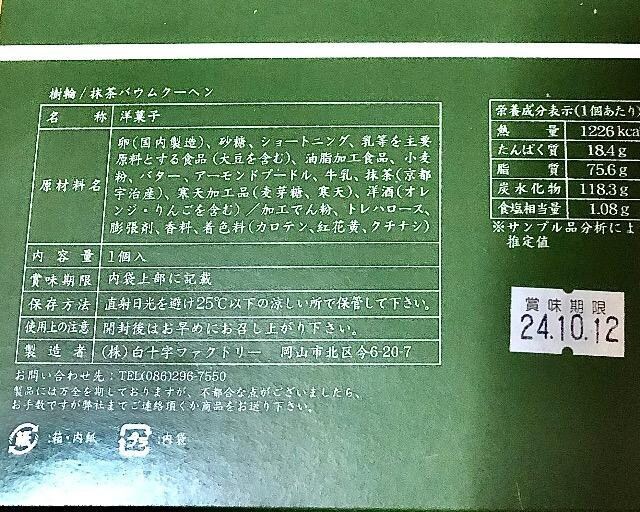 樹輪/抹茶バウムクーヘン
名 称 洋菓子
原材料名 卵(国内製造)、砂糖、ショートニング、乳等を主要
原料とする食品(大豆を含む)、油脂加工食品、小麦
粉、バター、アーモンドプードル、牛乳、抹茶(京都
宇治産)、寒天加工品(麦芽糖、寒天)、洋酒(オレ
ンジ・りんごを含む)/加工でん粉、トレハロース、
膨張剤、香料、着色料(カロテン、紅花黄、クチナシ)
内容量 1個入
賞味期限 内袋上部に記載
保存方法 直射日光を避け25℃以下の涼しい所で保管して下さい。
使用上の注意 開封後はお早めにお召し上がり下さい。
製造者 (株)白十字ファクトリー 岡山市北区今6-20-7
お問い合わせ先:TEL(086)296-7550
製品には万全を期しておりますが、不都合な点がございましたら、
お手数ですが弊社までご連絡頂くか商品をお送り下さい。
紙 :箱・内紙 プラ :内袋
栄養成分表示(1個あたり)
熱 量 1226kca
たんぱく質 18.4g
脂 質 75.6g
炭水化物 118.3g
食塩相当量 1.08g
※サンプル品分析によ
推定値
賞味期限
24.10.12